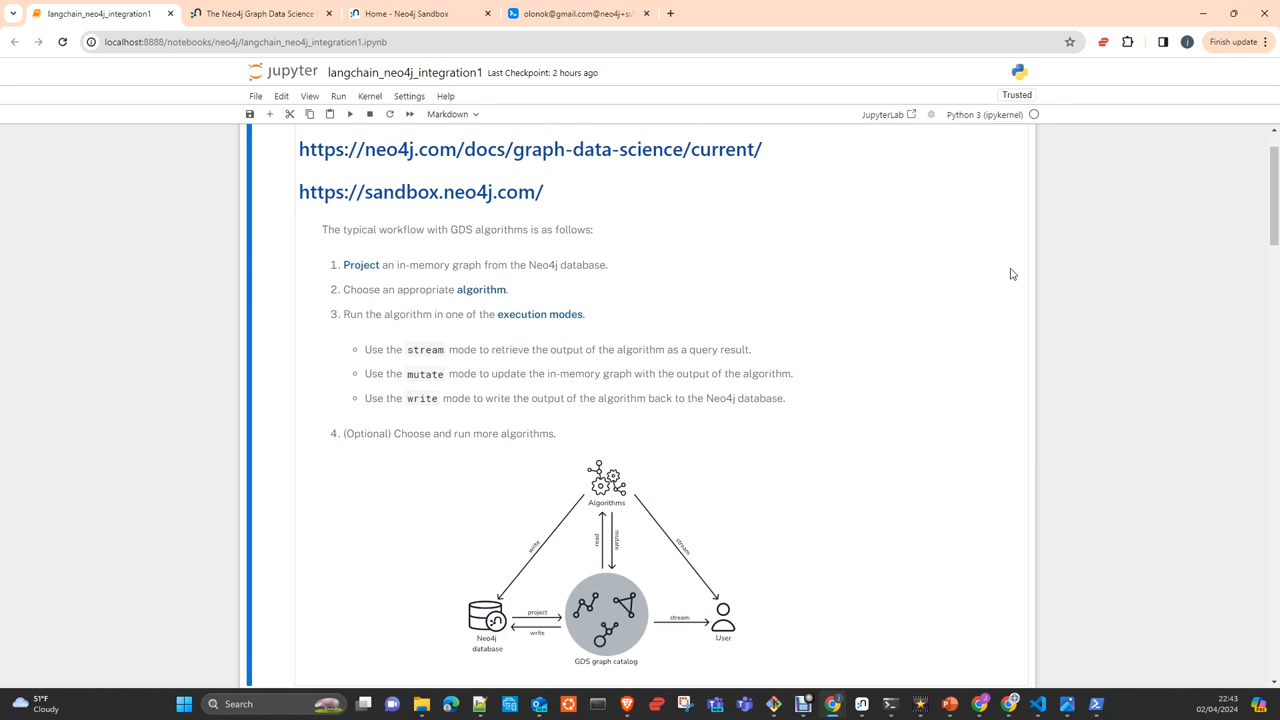 langchain_neo4j_integration1
The Neo4j Graph Data Science
Home - Neo4j Sandbox
localhost:8888/notebooks/neo4j/langchain_neo4j_integration1.ipynb
Finish update
jupyter langchain_neo4j_integration1 Last Checkpoint: 2 hours ago
File Edit View Run Kernel Settings Help
Trusted
Markdown
JupyterLab
Python 3 (ipykernel)
https://neo4j.com/docs/graph-data-science/current/
https://sandbox.neo4j.com/
The typical workflow with GDS algorithms is as follows:
1. Project an in-memory graph from the Neo4j database.
2. Choose an appropriate algorithm.
3. Run the algorithm in one of the execution modes.
Use the stream mode to retrieve the output of the algorithm as a query result.
Use the mutate mode to update the in-memory graph with the output of the algorithm.
Use the write mode to write the output of the algorithm back to the Neo4j database.
4. (Optional) Choose and run more algorithms.
Algorithms
write
read
mutate
stream
project
write
stream
Neo4j
database
User
GDS graph catalog
51°F
Cloudy
Search
22:43
02/04/2024